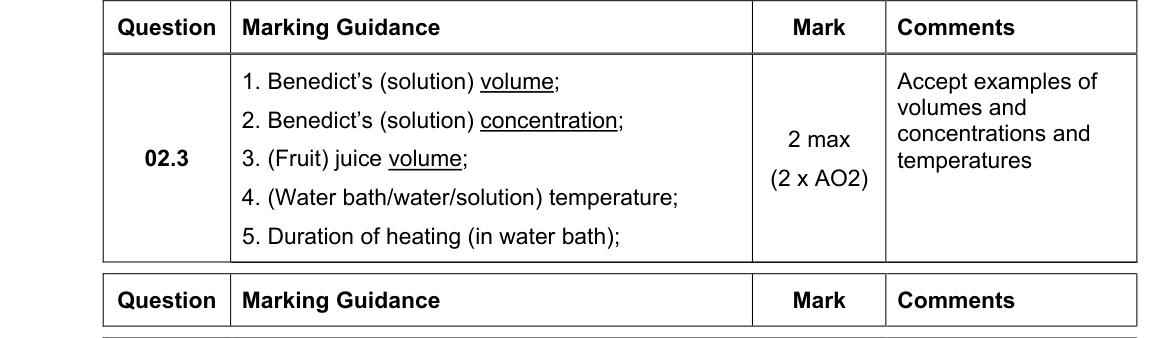 Question Marking Guidance Mark Comments
02.3
1. Benedict’s (solution) volume;
2. Benedict’s (solution) concentration;
3. (Fruit) juice volume;
4. (Water bath/water/solution) temperature;
5. Duration of heating (in water bath);
2 max
(2 x AO2)
Accept examples of
volumes and
concentrations and
temperatures
Question Marking Guidance Mark Comments